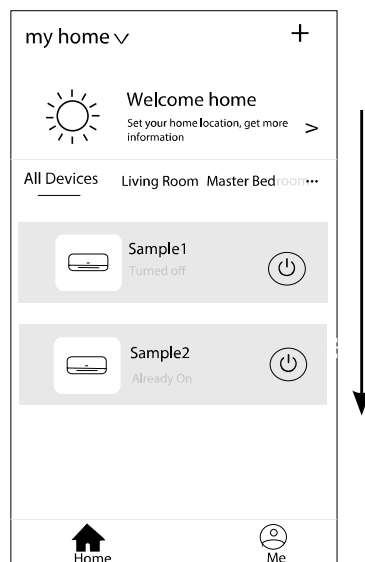 my home
+
Welcome home
Set your home location, get more
information
>
All Devices Living Room Master Bedroom ...
Sample1
Turned off
Sample2
Already On
Home Me